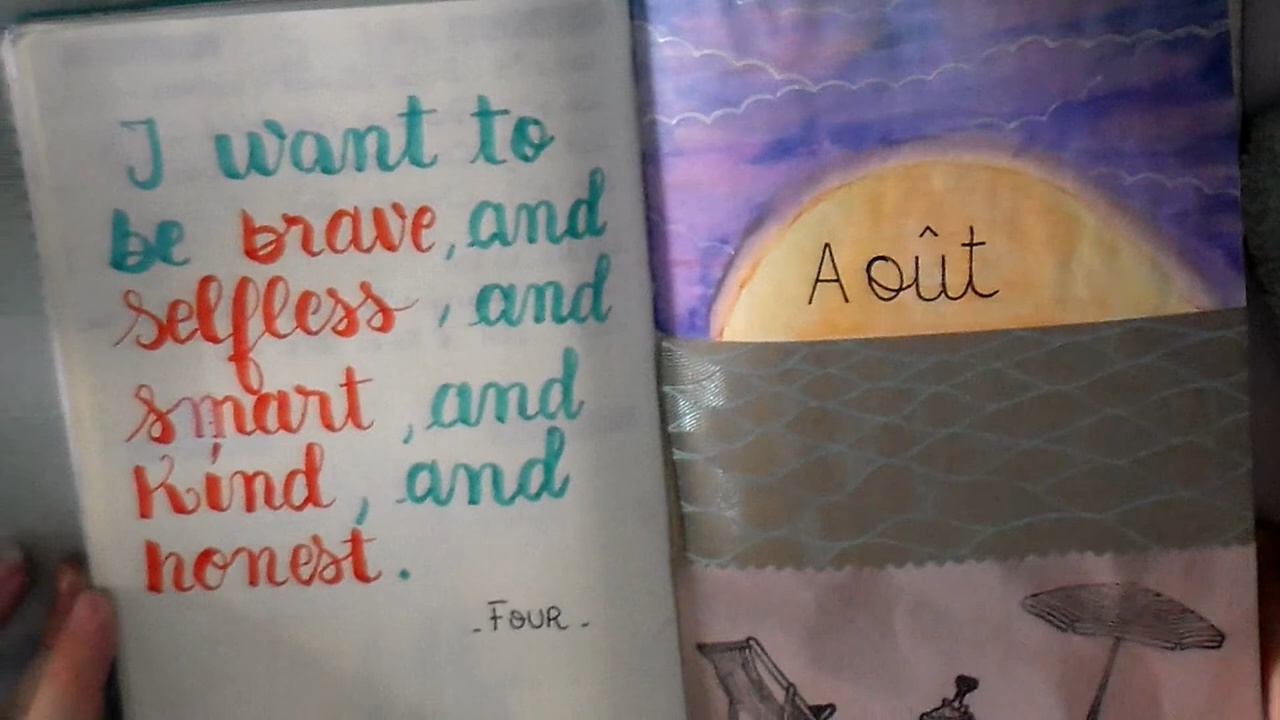 I want to
be brave, and
selfless, and
smart, and
Kind, and
honest.
- FOUR -
Août